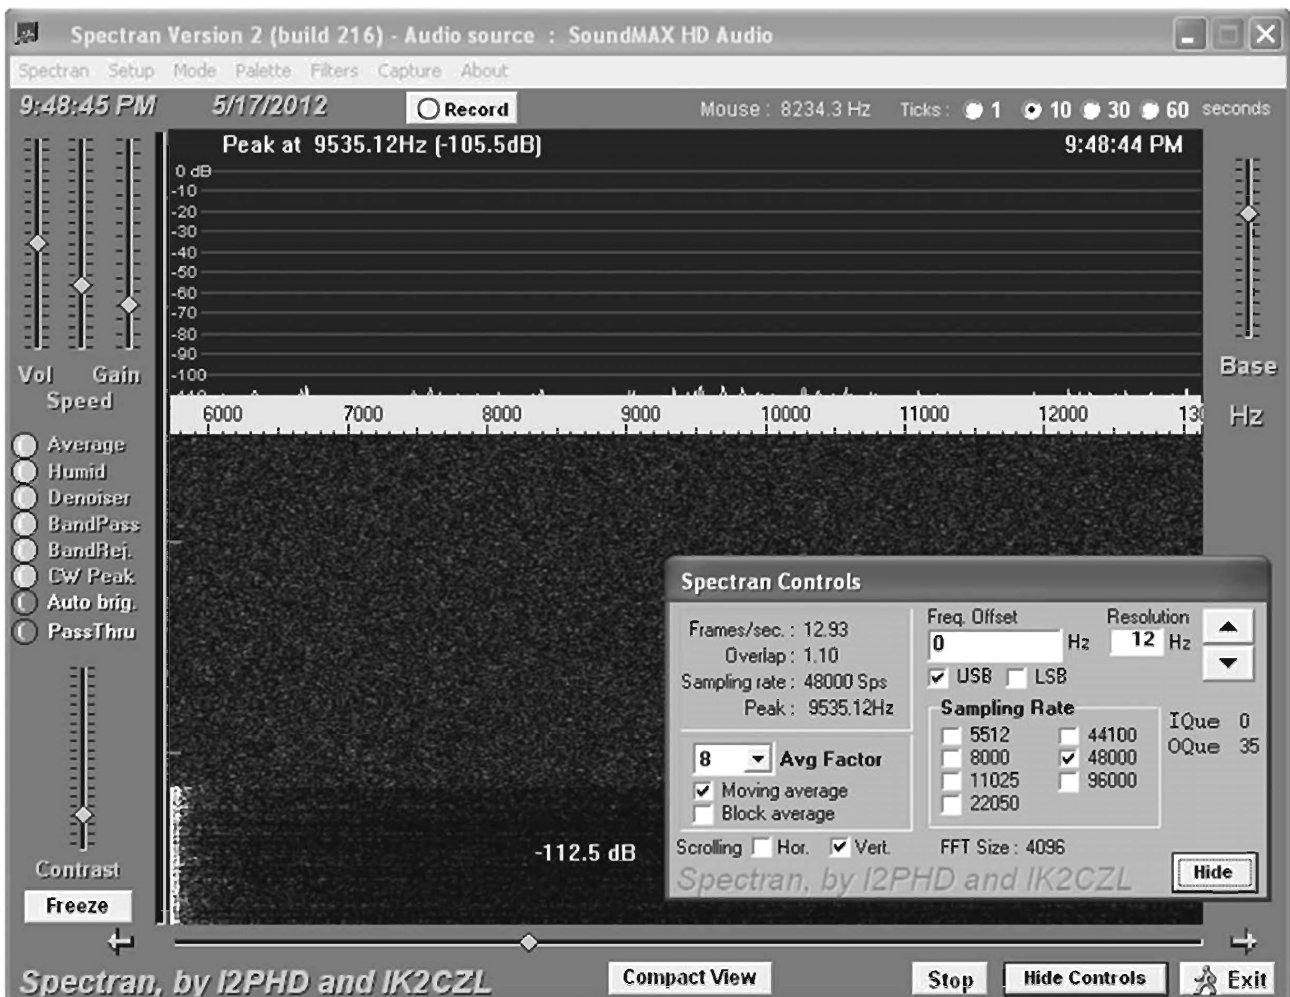 Spectran Version 2 (build 216) - Audio source : SoundMAX HD Audio
Spectran Setup Mode Palette Filters Capture About
9:48:45 PM 5/17/2012 Record Mouse : 8234.3 Hz Ticks : 1 10 30 60 seconds
Peak at 9535.12Hz (-105.5dB) 9:48:44 PM
0 dB
-10
-20
-30
-40
-50
-60
-70
-80
-90
-100
Vol Gain
Speed
Base
Hz
6000 7000 8000 9000 10000 11000 12000
Average
Humid
Denoiser
BandPass
BandRej.
CW Peak
Auto brig.
PassThru
Contrast
Freeze
-112.5 dB
Spectran Controls
Frames/sec. : 12.93
Overlap : 1.10
Sampling rate : 48000 Sps
Peak : 9535.12Hz
8 Avg Factor
Moving average
Block average
Scrolling Hor. Vert.
Freq. Offset
0 Hz
USB LSB
Resolution
12 Hz
Sampling Rate
5512 44100
8000 48000
11025 96000
22050
IQue 0
OQue 35
FFT Size : 4096
Spectran, by I2PHD and IK2CZL
Hide
Spectran, by I2PHD and IK2CZL
Compact View
Stop
Hide Controls
Exit